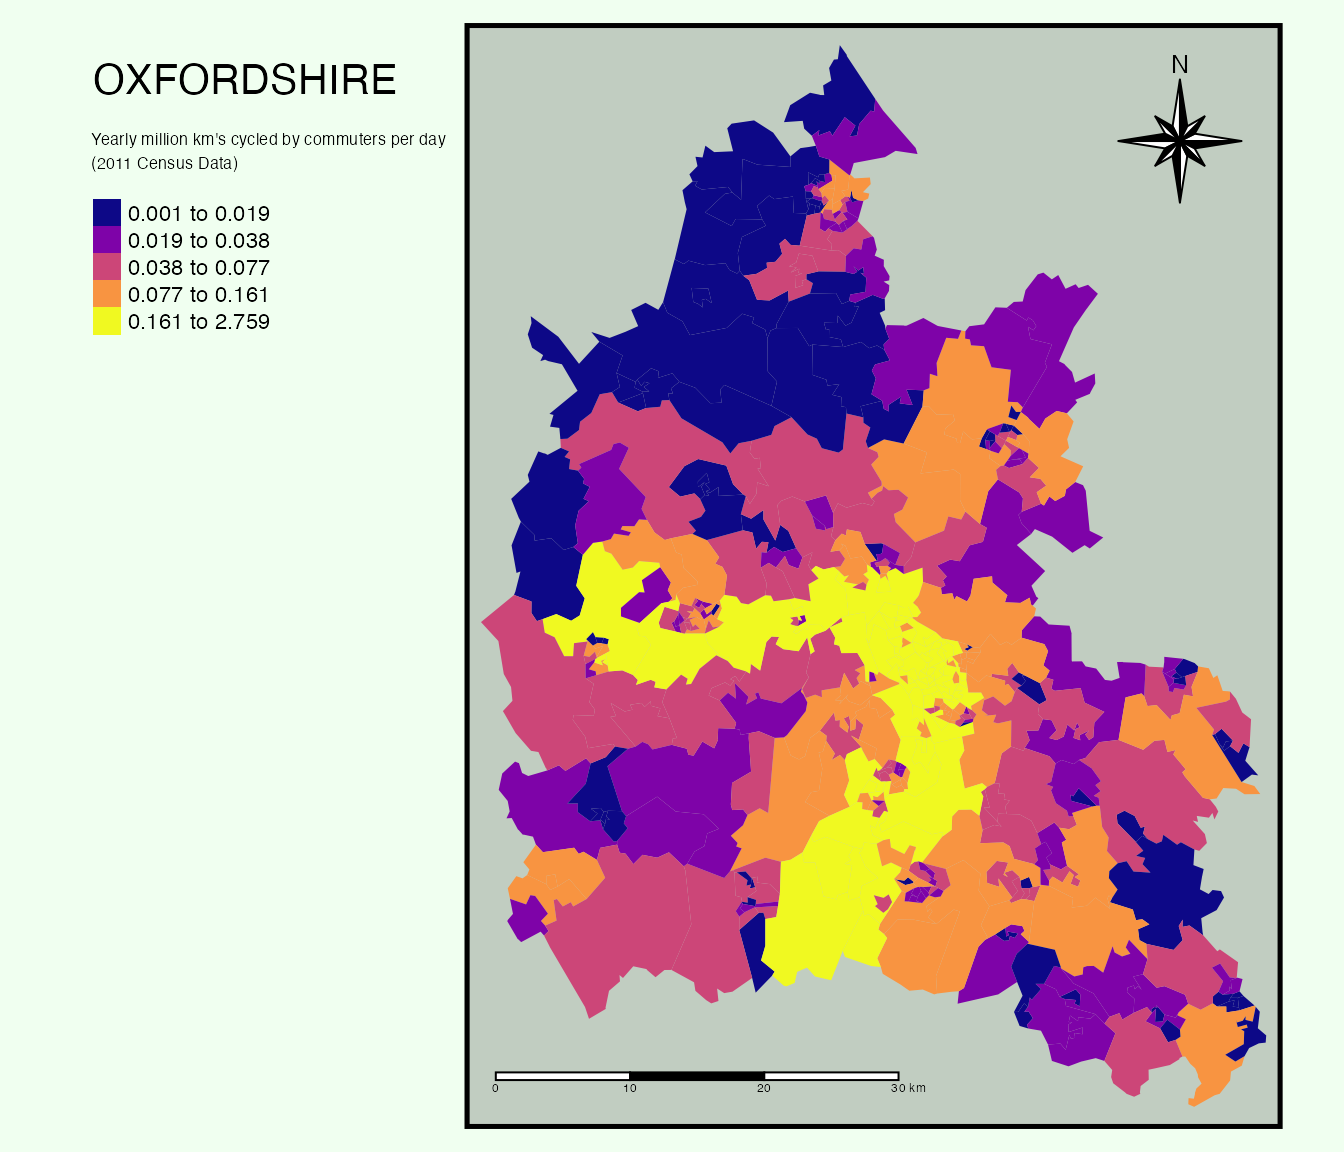 OXFORDSHIRE
Yearly million km's cycled by commuters per day
(2011 Census Data)
0.001 to 0.019
0.019 to 0.038
0.038 to 0.077
0.077 to 0.161
0.161 to 2.759
N
0 10 20 30 km